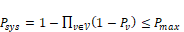 P_{sys} = 1 − ∏_{v∈𝒱}(1 − P_v) ≤ P_{max}